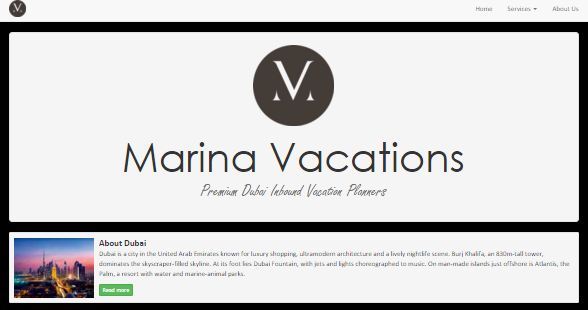 Home Services About Us
Marina Vacations
Premium Dubai Inbound Vacation Planners
About Dubai
Dubai is a city in the United Arab Emirates known for luxury shopping, ultramodern architecture and a lively nightlife scene. Burj Khalifa, an 830m-tall tower,
dominates the skyscraper-filled skyline. At its foot lies Dubai Fountain, with jets and lights choreographed to music. On man-made islands just offshore is Atlantis, the
Palm, a resort with water and marine-animal parks.
Read more